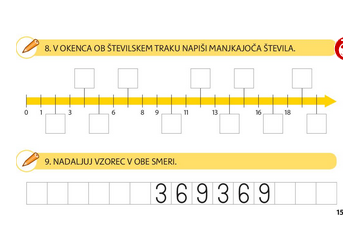 8. V OKENCA OB ŠTEVILSKEM TRAKU NAPIŠI MANJKAJOČA ŠTEVILA.
0 1 3 6 8 9 11 13 16 18
9. NADALJUJ VZOREC V OBE SMERI.
3 6 9 3 6 9
15